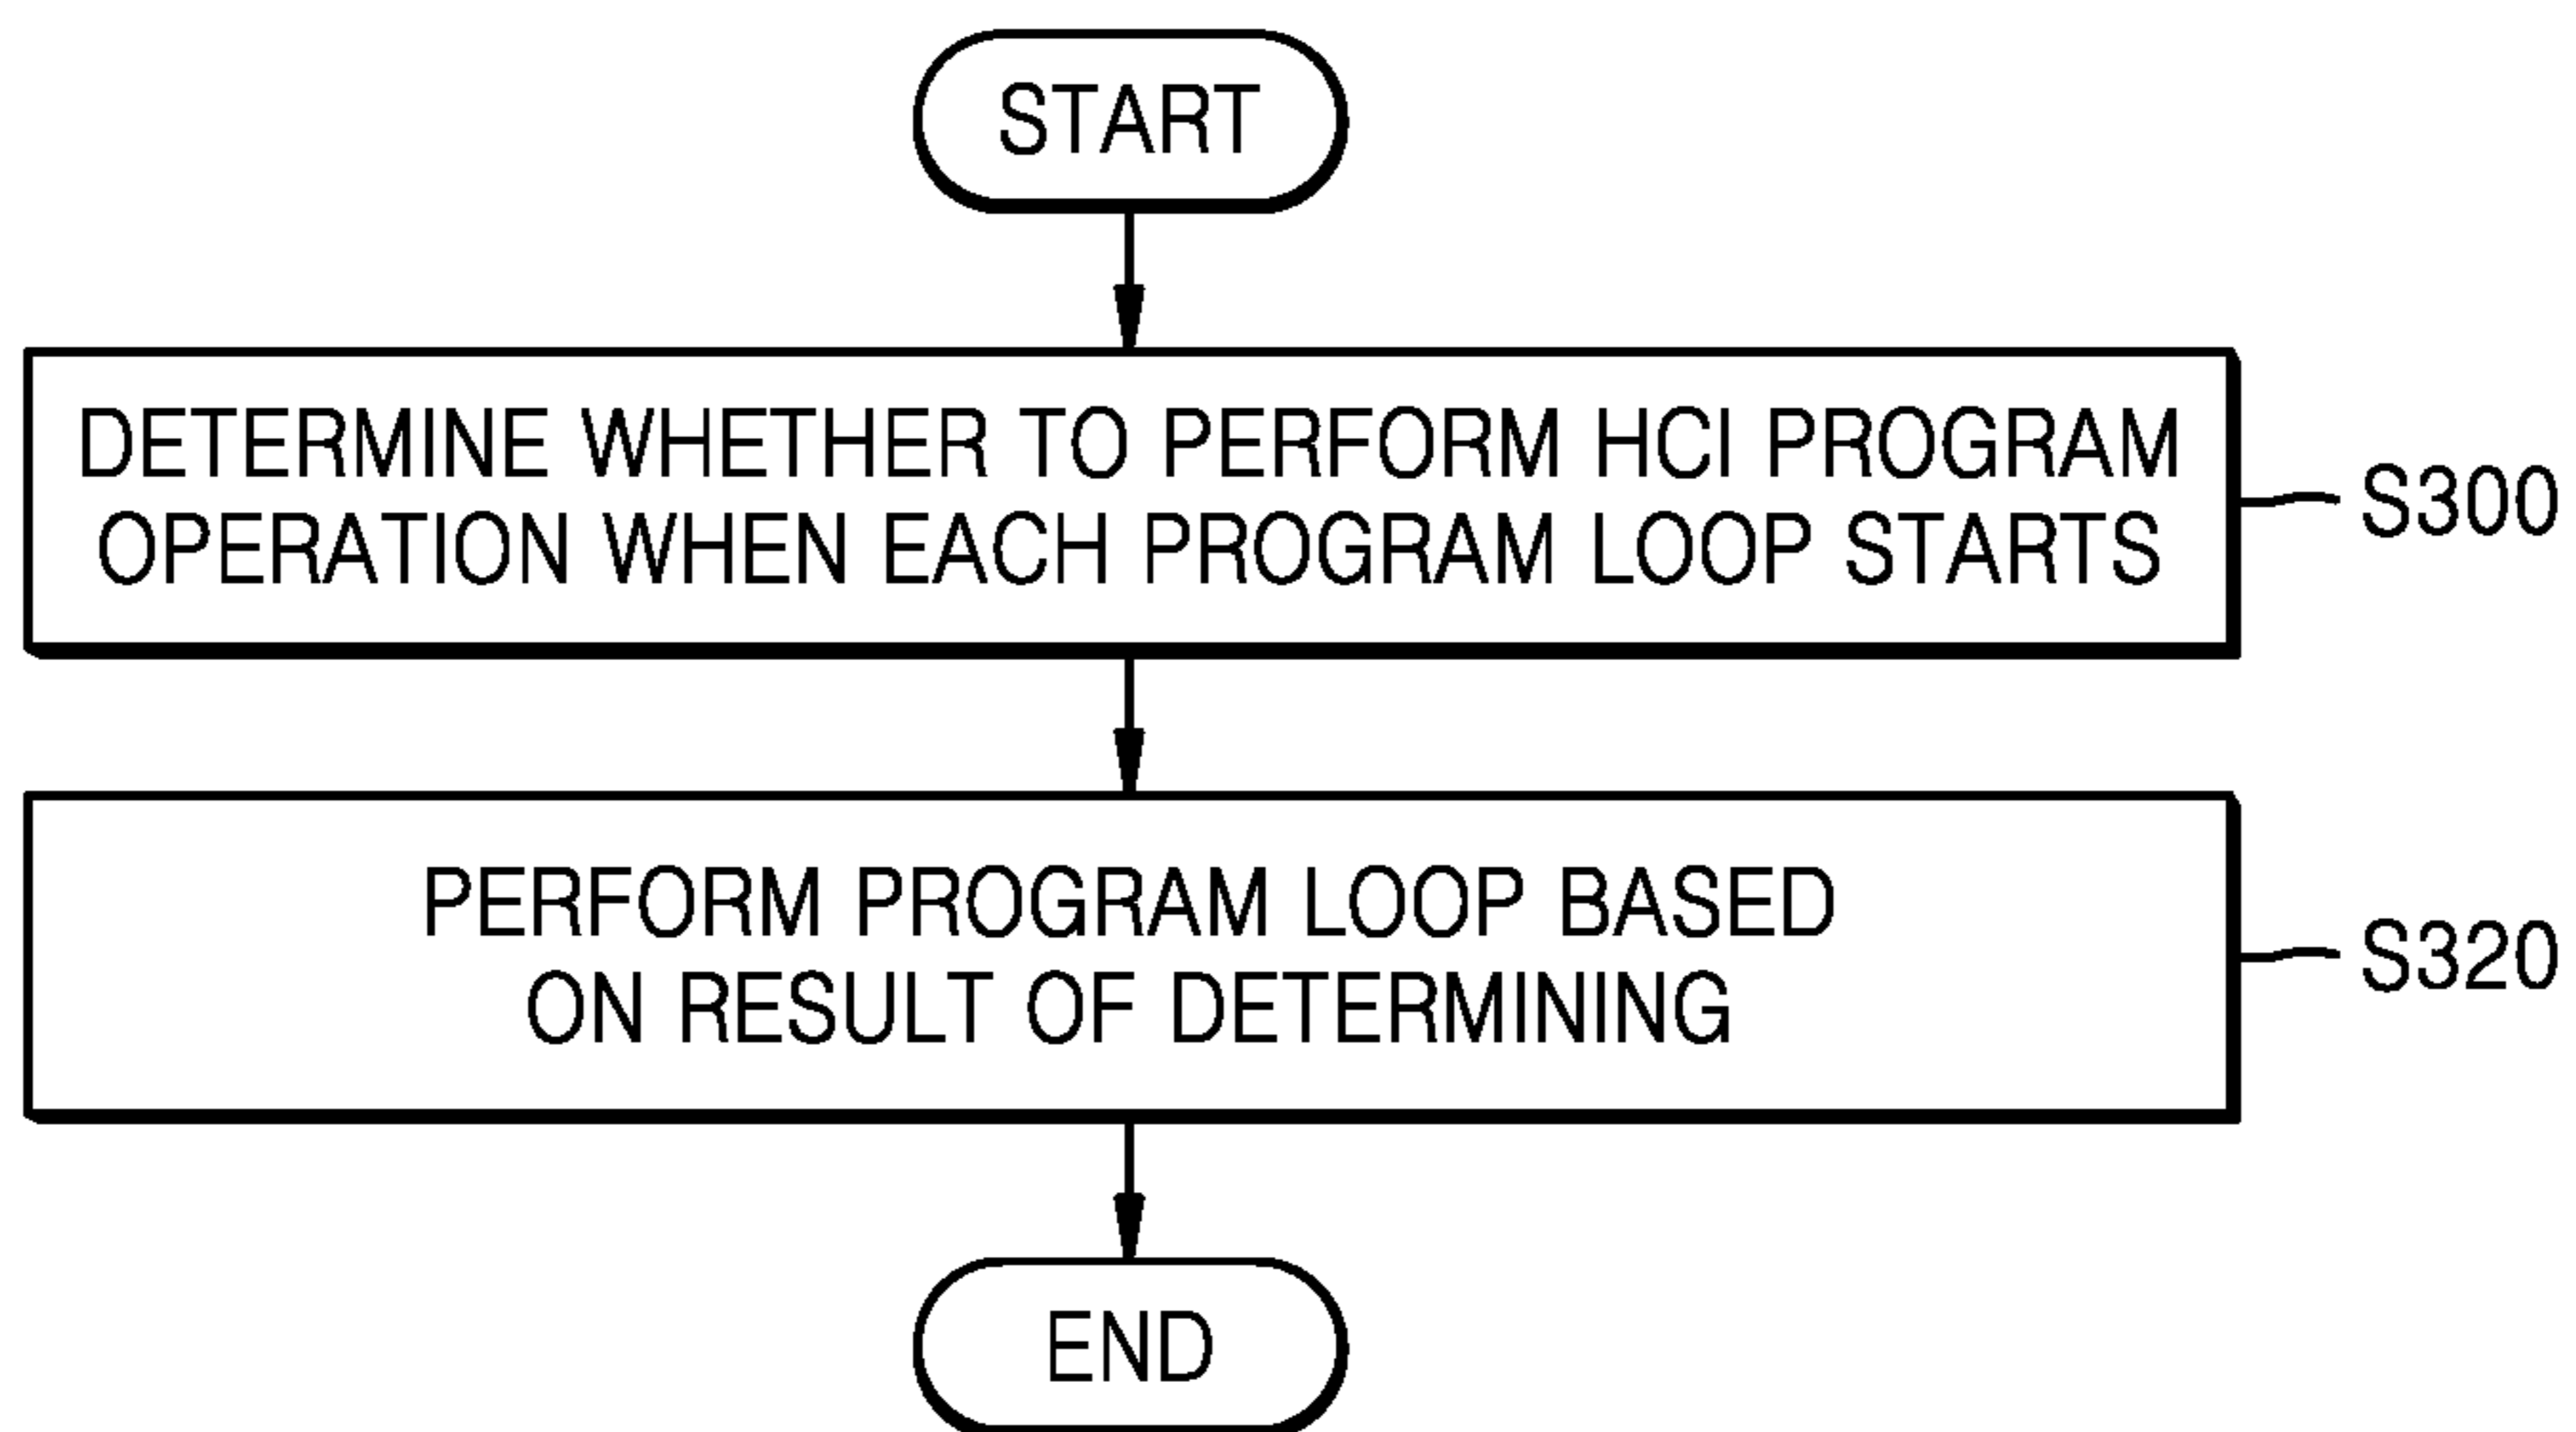 START
DETERMINE WHETHER TO PERFORM HCI PROGRAM
OPERATION WHEN EACH PROGRAM LOOP STARTS
S300
PERFORM PROGRAM LOOP BASED
ON RESULT OF DETERMINING
S320
END